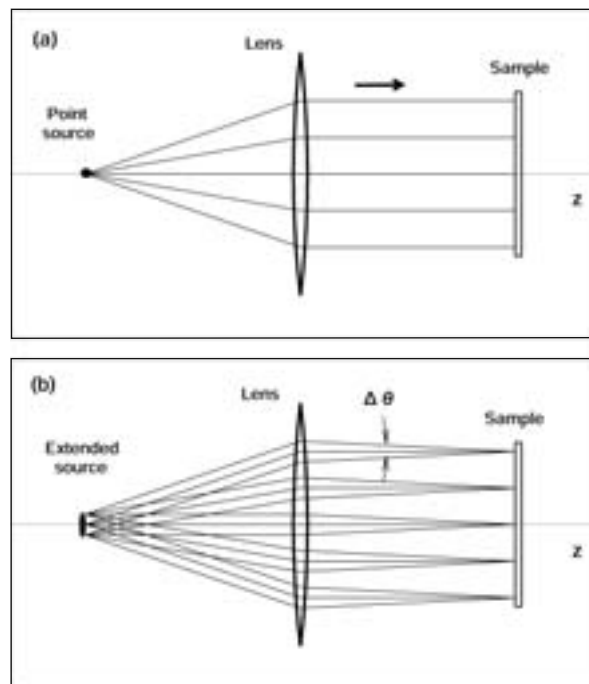 (a)
Lens
Sample
Point
source
z
(b)
Lens
Δ θ
Sample
Extended
source
z